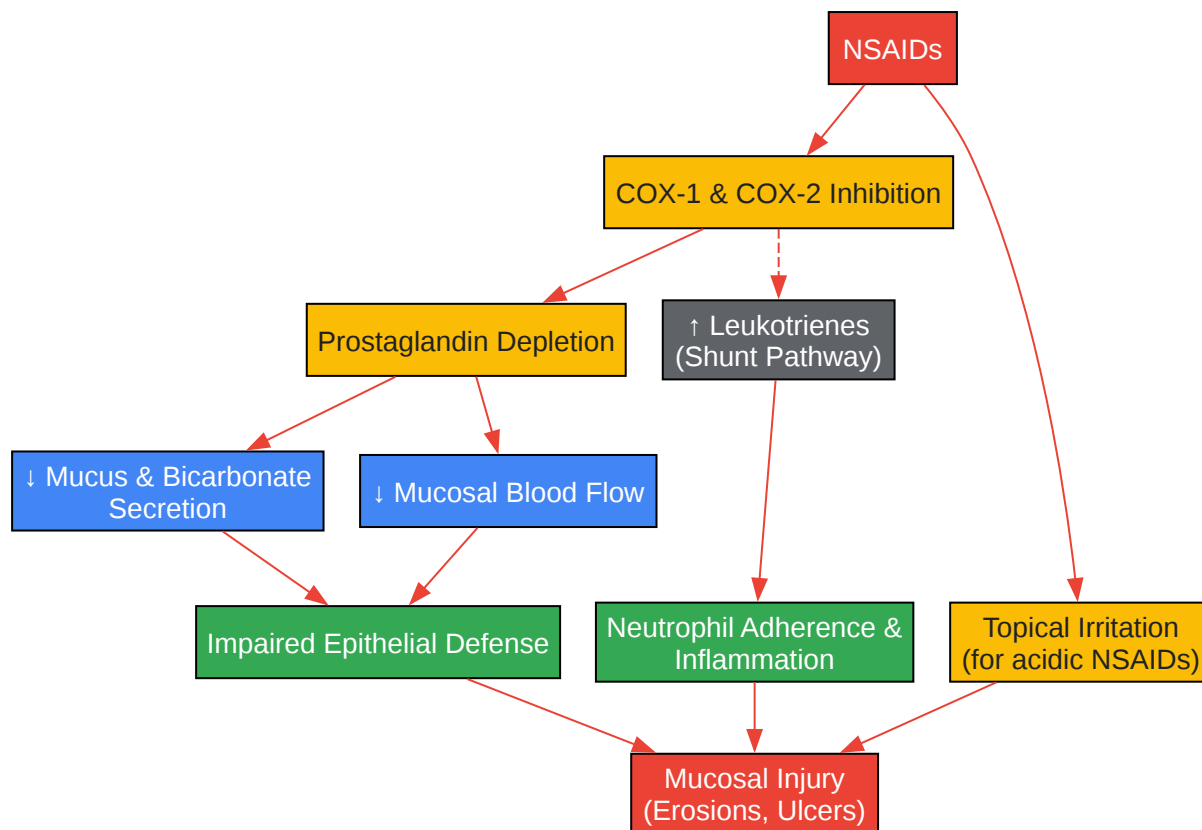 NSAIDs
COX-1 & COX-2 Inhibition
Prostaglandin Depletion
↑ Leukotrienes
(Shunt Pathway)
↓ Mucus & Bicarbonate
Secretion
↓ Mucosal Blood Flow
Impaired Epithelial Defense
Neutrophil Adherence &
Inflammation
Topical Irritation
(for acidic NSAIDs)
Mucosal Injury
(Erosions, Ulcers)